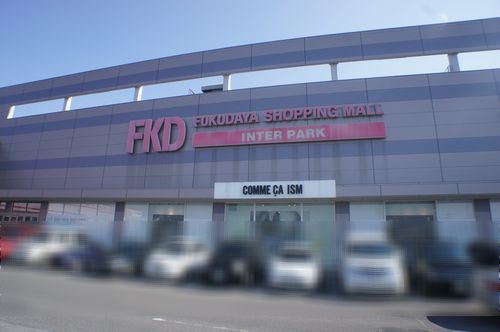 FKD
FUKUDAYA SHOPPING MALL
INTER PARK
COMME ÇA ISM